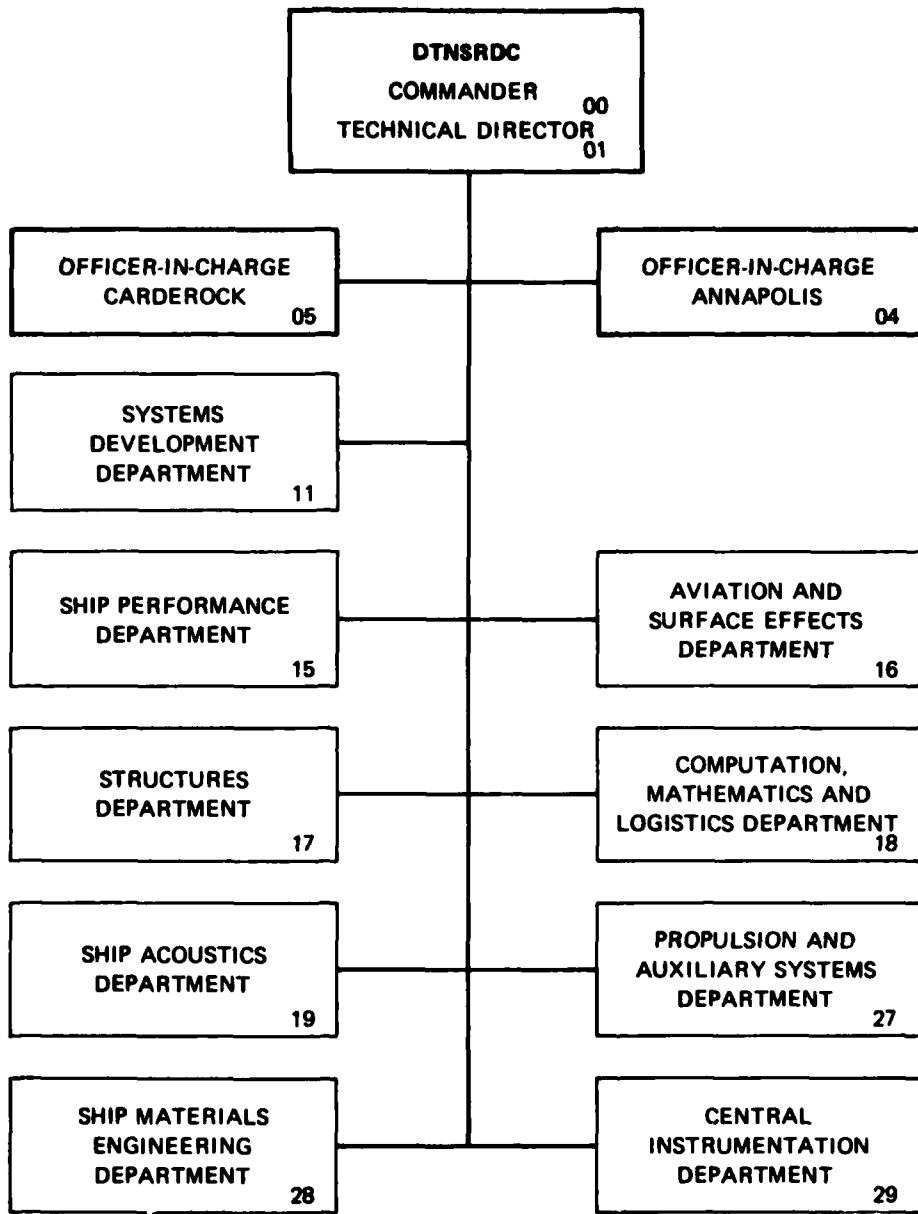 DTNSRDC
COMMANDER
00
TECHNICAL DIRECTOR
01
OFFICER-IN-CHARGE
CARDEROCK
05
OFFICER-IN-CHARGE
ANNAPOLIS
04
SYSTEMS
DEVELOPMENT
DEPARTMENT
11
SHIP PERFORMANCE
DEPARTMENT
15
AVIATION AND
SURFACE EFFECTS
DEPARTMENT
16
STRUCTURES
DEPARTMENT
17
COMPUTATION,
MATHEMATICS AND
LOGISTICS DEPARTMENT
18
SHIP ACOUSTICS
DEPARTMENT
19
PROPULSION AND
AUXILIARY SYSTEMS
DEPARTMENT
27
SHIP MATERIALS
ENGINEERING
DEPARTMENT
28
CENTRAL
INSTRUMENTATION
DEPARTMENT
29